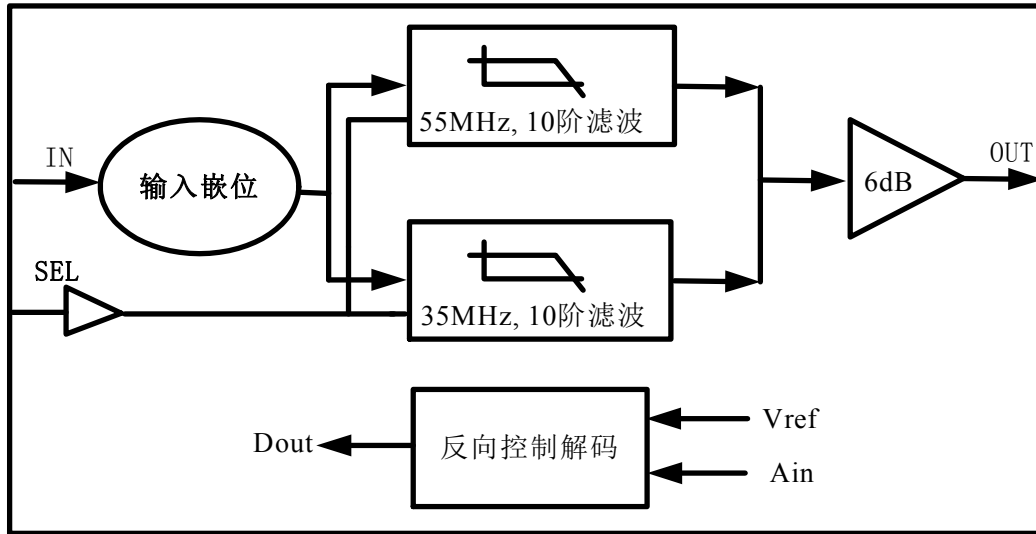 55MHz, 10阶滤波
IN
输入嵌位
6dB
OUT
SEL
35MHz, 10阶滤波
Dout
反向控制解码
Vref
Ain